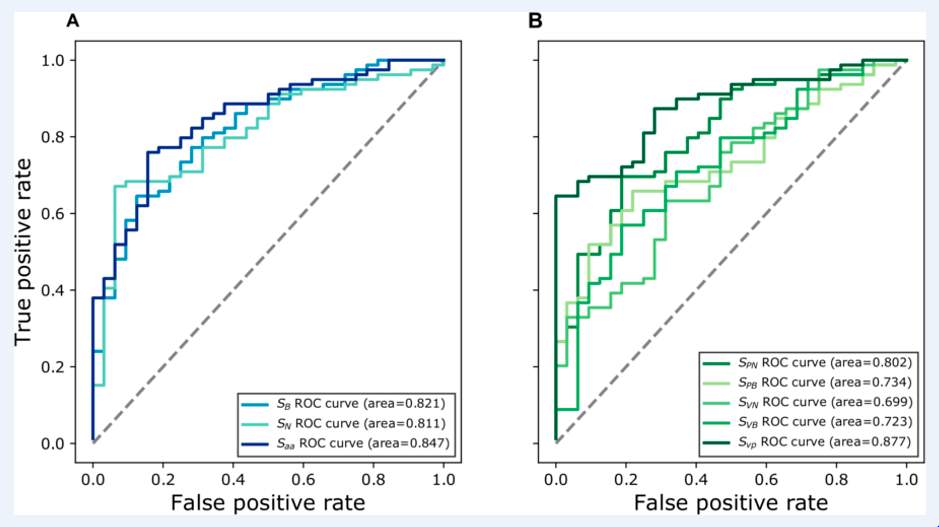 A
True positive rate
1.0
0.8
0.6
0.4
0.2
0.0
S_B ROC curve (area=0.821)
S_N ROC curve (area=0.811)
S_aa ROC curve (area=0.847)
0.0 0.2 0.4 0.6 0.8 1.0
False positive rate
B
S_PN ROC curve (area=0.802)
S_PB ROC curve (area=0.734)
S_VN ROC curve (area=0.699)
S_VB ROC curve (area=0.723)
S_vp ROC curve (area=0.877)
0.0 0.2 0.4 0.6 0.8 1.0
False positive rate